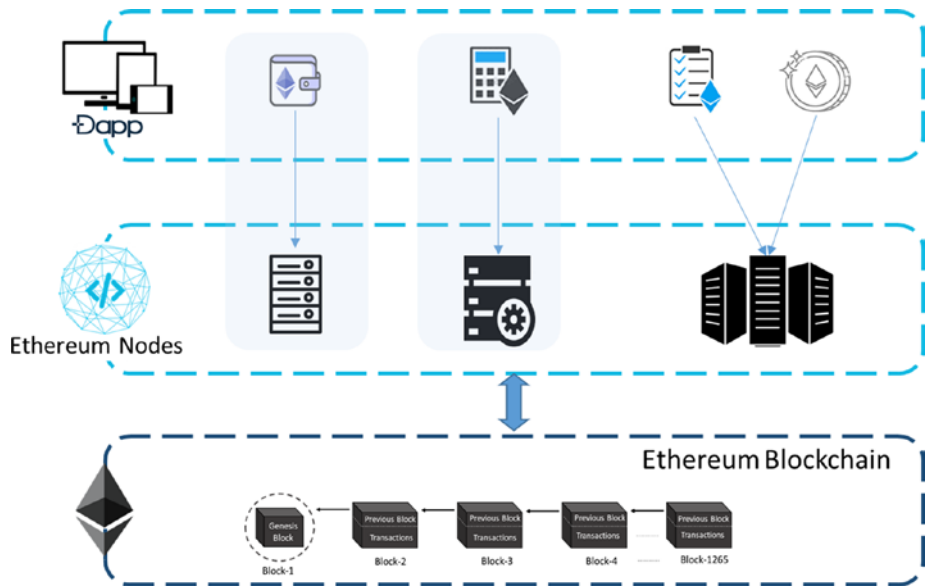 Dapp
Ethereum Nodes
Ethereum Blockchain
Genesis
Block
Previous Block
Transactions
Previous Block
Transactions
Previous Block
Transactions
Previous Block
Transactions
Block-1
Block-2
Block-3
Block-4
Block-1265